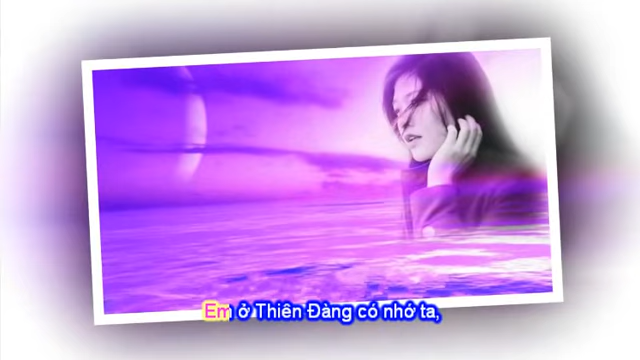 Em ở Thiên Đàng có nhớ ta,